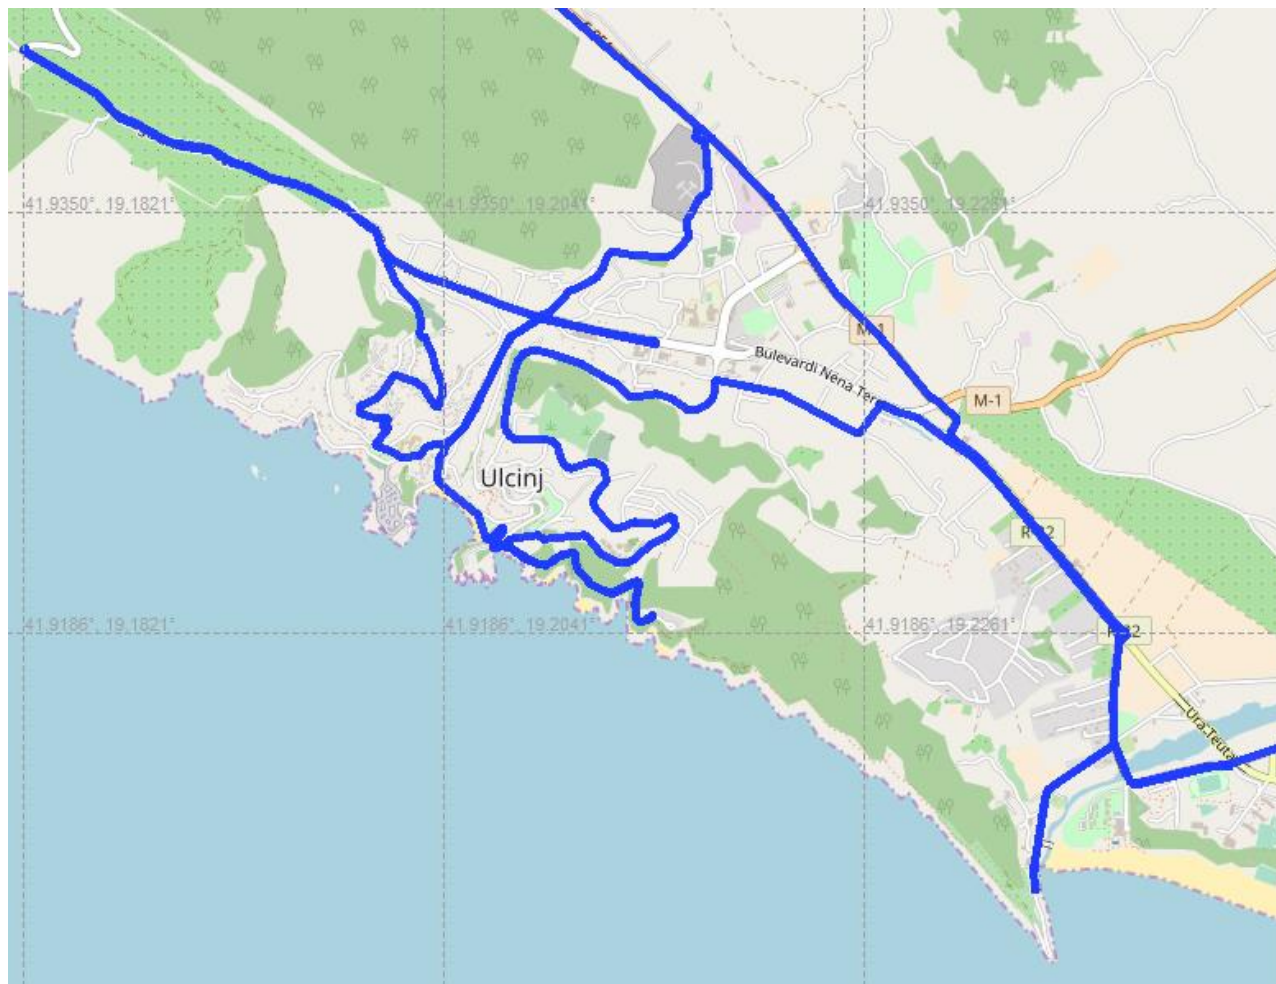 41.9350°, 19.1821°
41.9350°, 19.2041°
41.9350°, 19.2261°
M-1
Bulevardi Nëna Tere
M-1
Ulcinj
R-22
41.9186°, 19.1821°
41.9186°, 19.2041°
41.9186°, 19.2261°
R-22
Ura Teuta